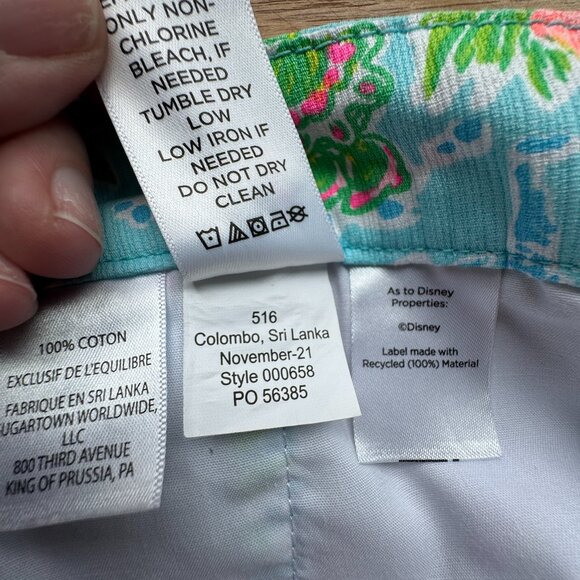 ONLY NON-
CHLORINE
BLEACH, IF
NEEDED
TUMBLE DRY
LOW
LOW IRON IF
NEEDED
DO NOT DRY
CLEAN
100% COTON
EXCLUSIF DE L'EQUILIBRE
FABRIQUE EN SRI LANKA
SUGARTOWN WORLDWIDE,
LLC
800 THIRD AVENUE
KING OF PRUSSIA, PA
516
Colombo, Sri Lanka
November-21
Style 000658
PO 56385
As to Disney
Properties:
©Disney
Label made with
Recycled (100%) Material